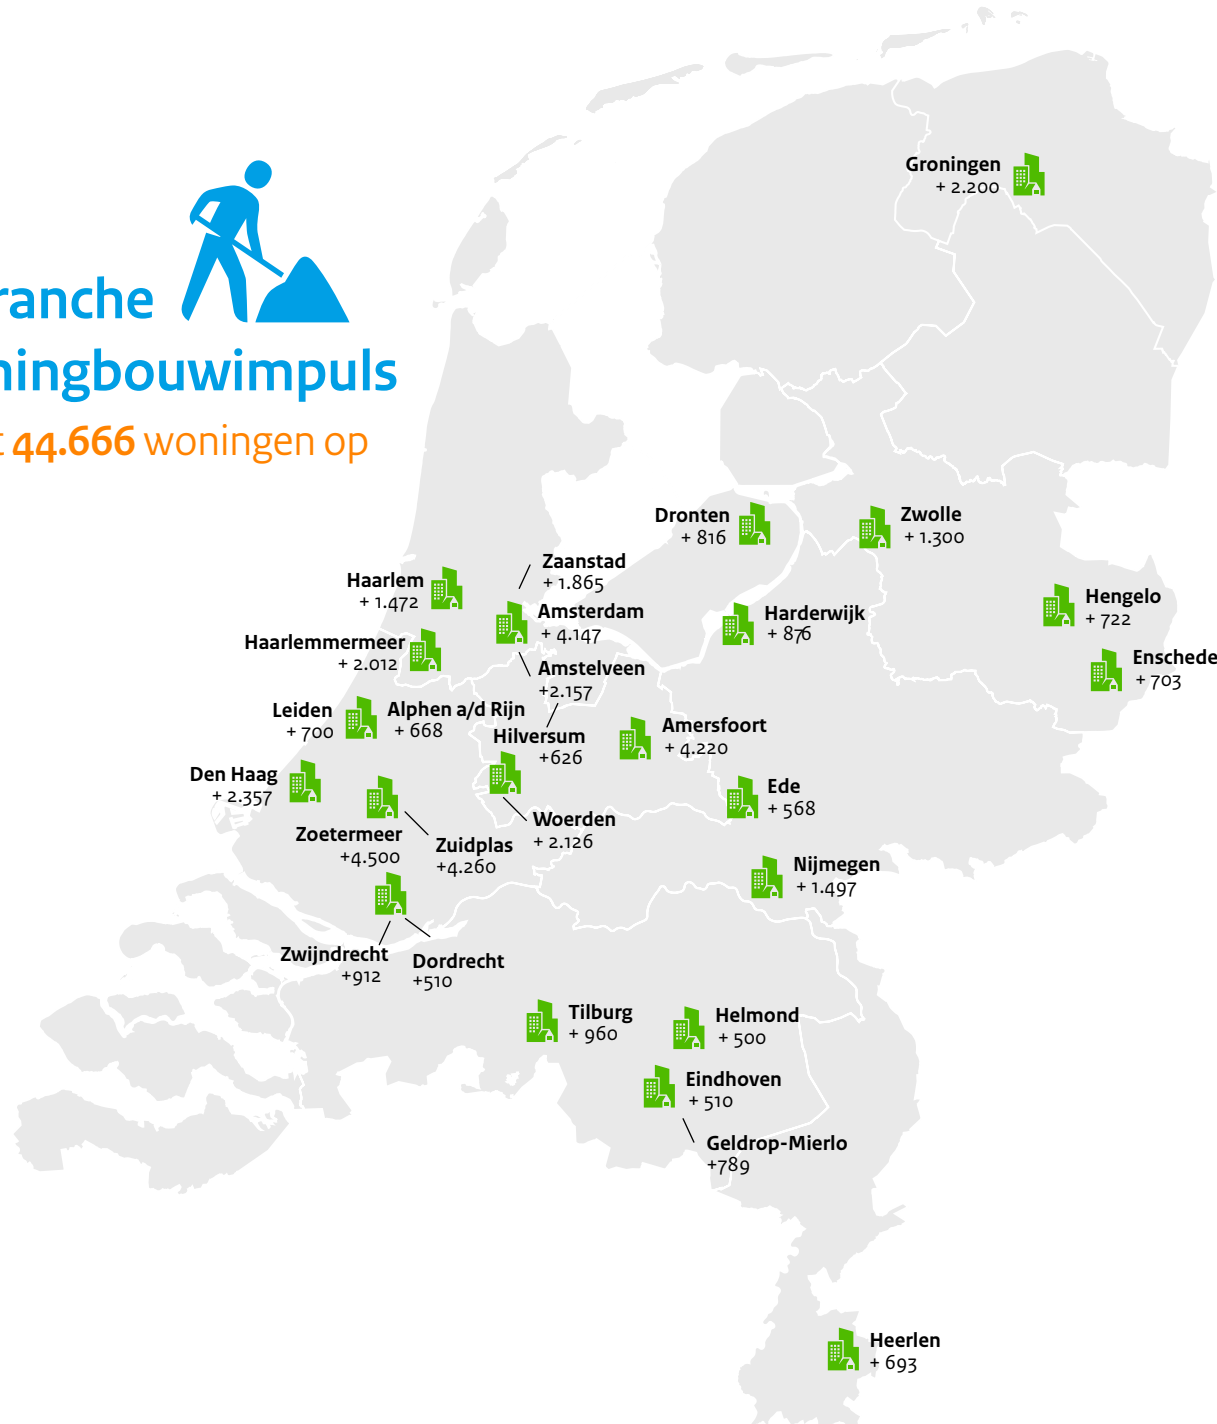 ranche
ningbouwimpuls
t 44.666 woningen op
Groningen
+ 2.200
Dronten
+ 816
Zwolle
+ 1.300
Zaanstad
+ 1.865
Haarlem
+ 1.472
Amsterdam
+ 4.147
Harderwijk
+ 876
Hengelo
+ 722
Haarlemmermeer
+ 2.012
Amstelveen
+2.157
Enschede
+ 703
Leiden
+ 700
Alphen a/d Rijn
+ 668
Hilversum
+626
Amersfoort
+ 4.220
Den Haag
+ 2.357
Ede
+ 568
Woerden
+ 2.126
Zoetermeer
+4.500
Zuidplas
+4.260
Nijmegen
+ 1.497
Zwijndrecht
+912
Dordrecht
+510
Tilburg
+ 960
Helmond
+ 500
Eindhoven
+ 510
Geldrop-Mierlo
+789
Heerlen
+ 693